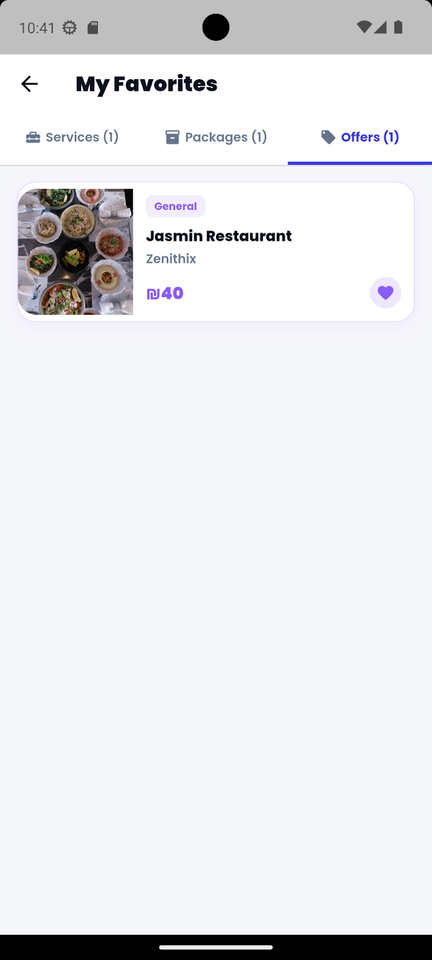 10:41
My Favorites
Services (1)
Packages (1)
Offers (1)
General
Jasmin Restaurant
Zenithix
₪40